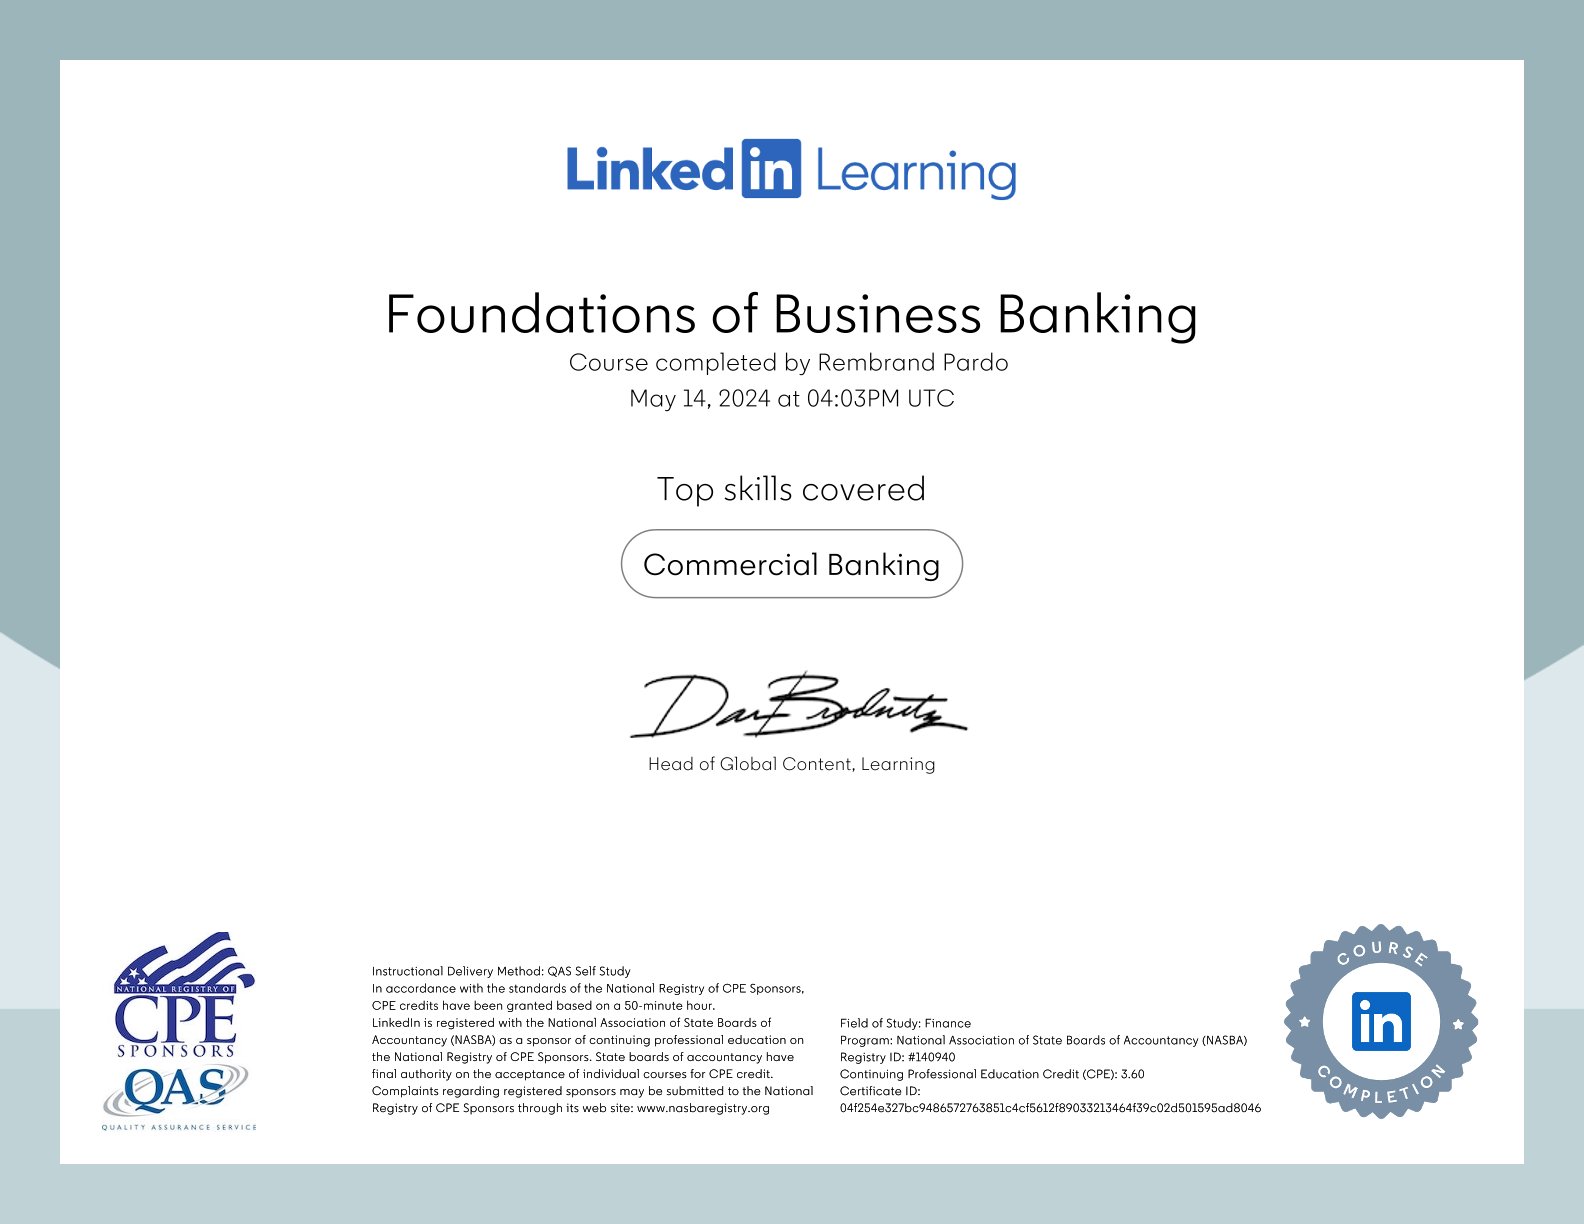 LinkedIn Learning
Foundations of Business Banking
Course completed by Rembrand Pardo
May 14, 2024 at 04:03PM UTC
Top skills covered
Commercial Banking
Dan Brodnitz
Head of Global Content, Learning
NATIONAL REGISTRY OF
CPE
SPONSORS
QAS
QUALITY ASSURANCE SERVICE
Instructional Delivery Method: QAS Self Study
In accordance with the standards of the National Registry of CPE Sponsors,
CPE credits have been granted based on a 50-minute hour.
LinkedIn is registered with the National Association of State Boards of
Accountancy (NASBA) as a sponsor of continuing professional education on
the National Registry of CPE Sponsors. State boards of accountancy have
final authority on the acceptance of individual courses for CPE credit.
Complaints regarding registered sponsors may be submitted to the National
Registry of CPE Sponsors through its web site: www.nasbaregistry.org
Field of Study: Finance
Program: National Association of State Boards of Accountancy (NASBA)
Registry ID: #140940
Continuing Professional Education Credit (CPE): 3.60
Certificate ID:
04f254e327bc9486572763851c4cf5612f89033213464f39c02d501595ad8046
COURSE
in
COMPLETION